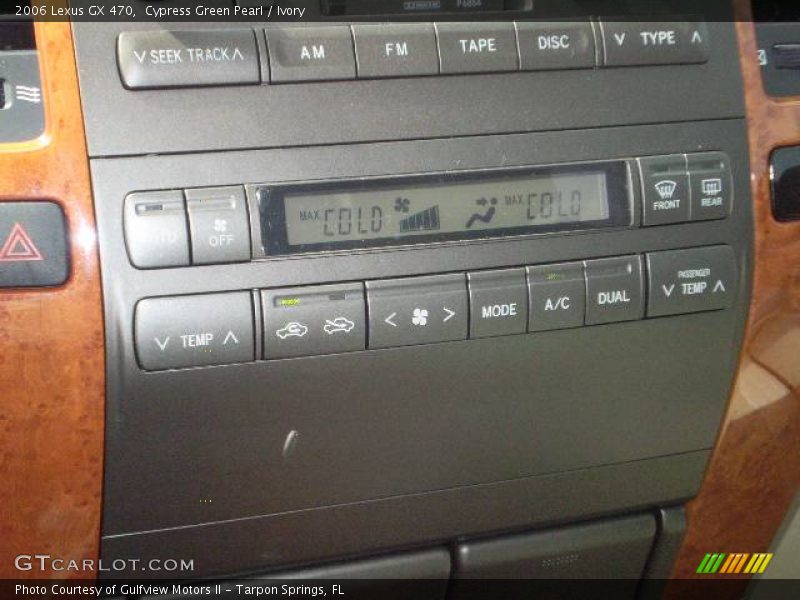 2006 Lexus GX 470, Cypress Green Pearl / Ivory
SEEK TRACK
AM
FM
TAPE
DISC
TYPE
OFF
MAX COLD
MAX COLD
FRONT
REAR
TEMP
MODE
A/C
DUAL
PASSENGER
TEMP
GTCARLOT.COM
Photo Courtesy of Gulfview Motors II - Tarpon Springs, FL